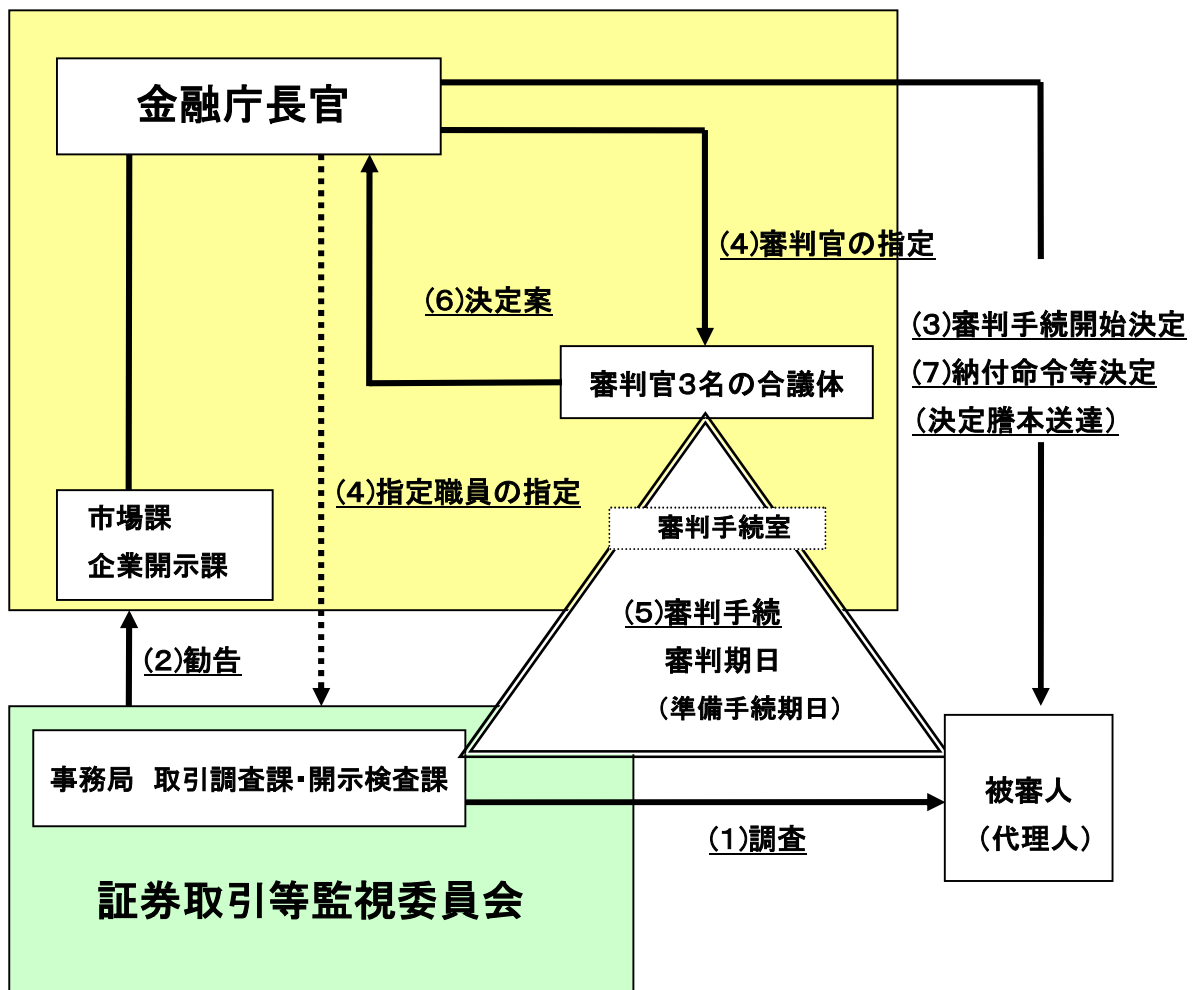 金融庁長官
(4)審判官の指定
(6)決定案
(3)審判手続開始決定
(7)納付命令等決定
(決定謄本送達)
審判官3名の合議体
(4)指定職員の指定
市場課
企業開示課
審判手続室
(5)審判手続
審判期日
(準備手続期日)
(2)勧告
事務局 取引調査課・開示検査課
被審人
(代理人)
(1)調査
証券取引等監視委員会